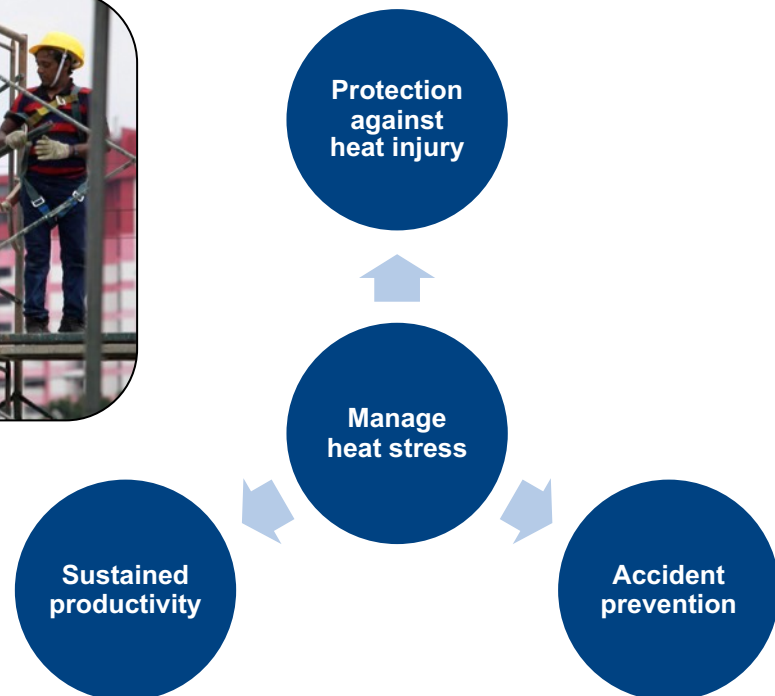 Protection
against
heat injury
Manage
heat stress
Sustained
productivity
Accident
prevention